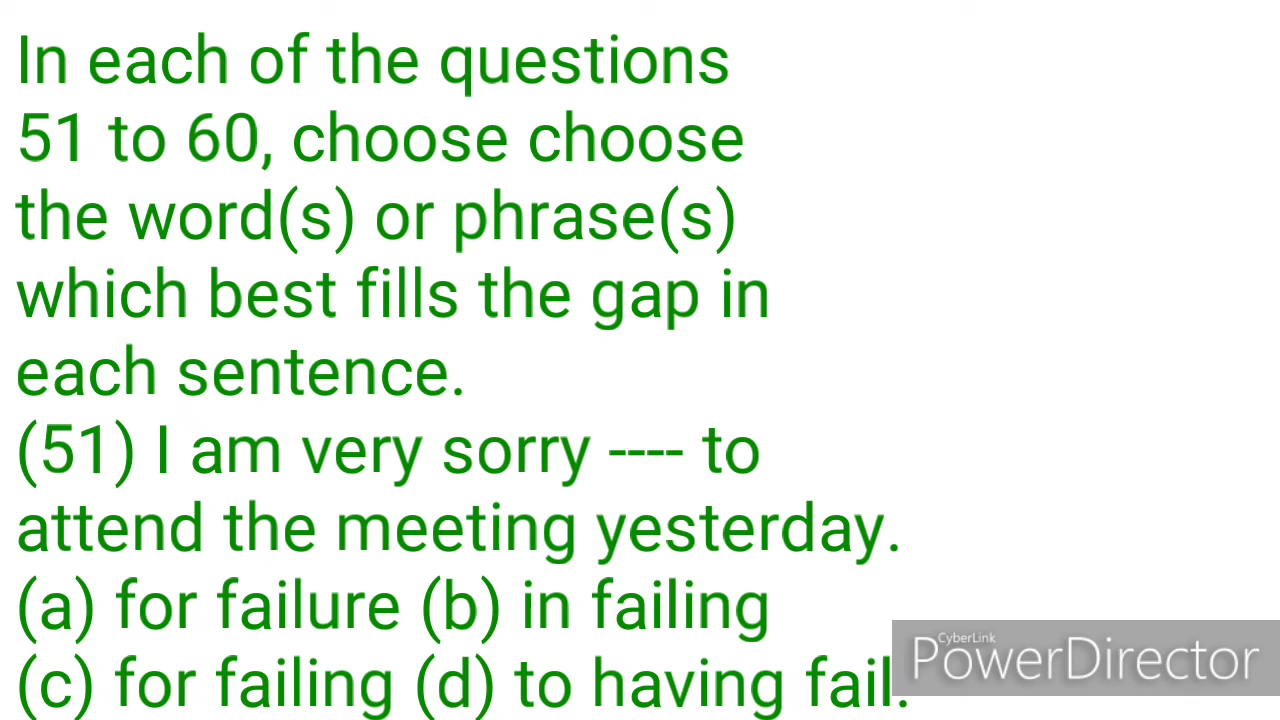 In each of the questions
51 to 60, choose choose
the word(s) or phrase(s)
which best fills the gap in
each sentence.
(51) I am very sorry ---- to
attend the meeting yesterday.
(a) for failure (b) in failing
(c) for failing (d) to having fail.
CyberLink
PowerDirector